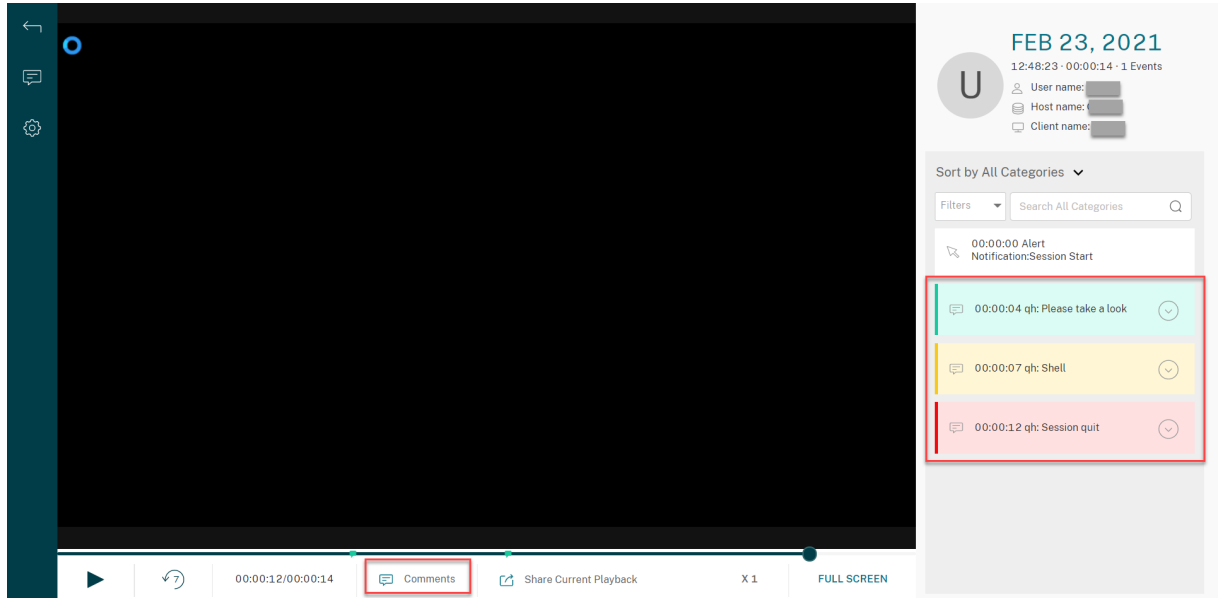 FEB 23, 2021
12:48:23 · 00:00:14 · 1 Events
U
User name:
Host name:
Client name:
Sort by All Categories
Filters
Search All Categories
00:00:00 Alert
Notification:Session Start
00:00:04 qh: Please take a look
00:00:07 qh: Shell
00:00:12 qh: Session quit
7
00:00:12/00:00:14
Comments
Share Current Playback
X 1
FULL SCREEN